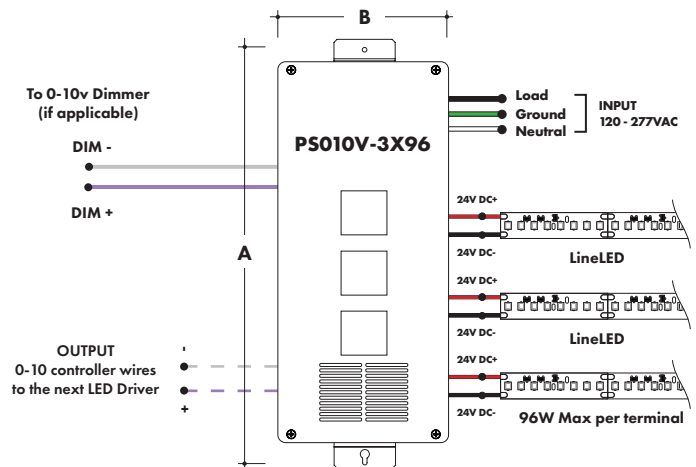 B
To 0-10v Dimmer
(if applicable)
DIM -
DIM +
PS010V-3X96
Load
Ground
Neutral
INPUT
120 - 277VAC
A
24V DC+
24V DC-
LineLED
24V DC+
24V DC-
LineLED
24V DC+
24V DC-
96W Max per terminal
OUTPUT
0-10 controller wires
to the next LED Driver
-
+